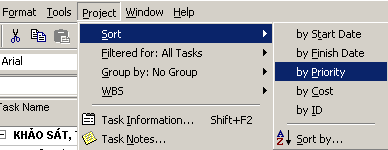 Format Tools Project Window Help
Sort
by Start Date
Arial
Filtered for: All Tasks
by Finish Date
Group by: No Group
by Priority
WBS
by Cost
Task Name
Task Information... Shift+F2
by ID
KHẢO SÁT, T
Task Notes...
Sort by...